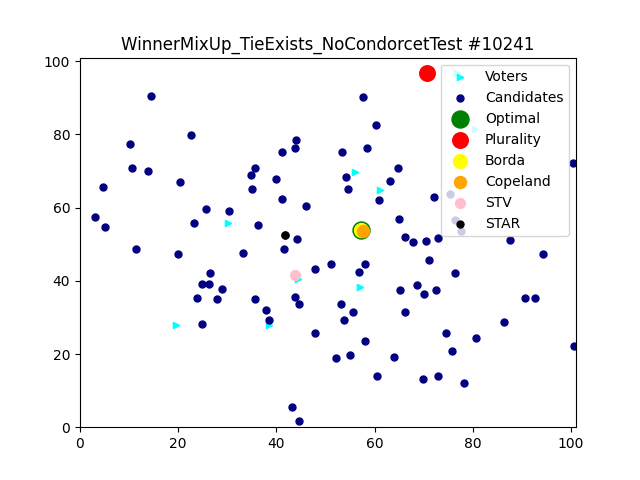 WinnerMixUp_TieExists_NoCondorcetTest #10241
Voters
Candidates
Optimal
Plurality
Borda
Copeland
STV
STAR
100
80
60
40
20
0
0 20 40 60 80 100